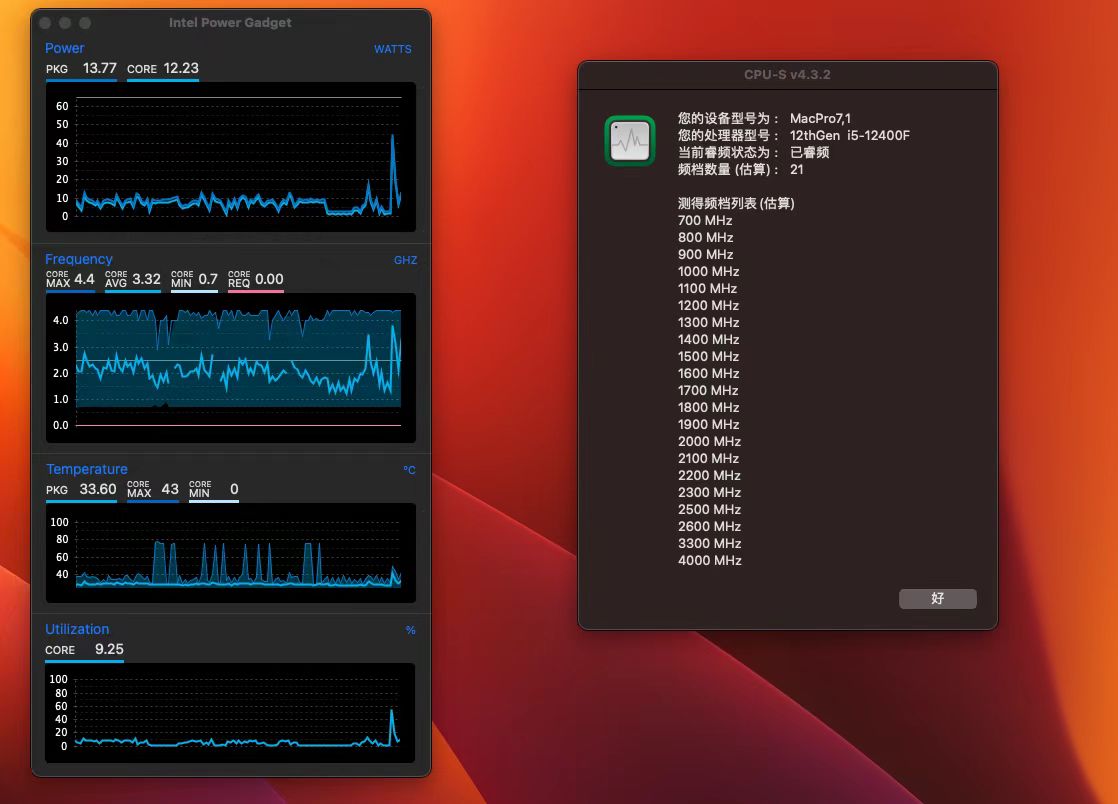 Intel Power Gadget
Power WATTS
PKG 13.77 CORE 12.23
60
50
40
30
20
10
0
Frequency GHZ
CORE MAX 4.4 CORE AVG 3.32 CORE MIN 0.7 CORE REQ 0.00
4.0
3.0
2.0
1.0
0.0
Temperature °C
PKG 33.60 CORE MAX 43 CORE MIN 0
100
80
60
40
Utilization %
CORE 9.25
100
80
60
40
20
0
CPU-S v4.3.2
您的设备型号为： MacPro7,1
您的处理器型号： 12thGen i5-12400F
当前睿频状态为： 已睿频
频档数量 (估算)： 21
测得频档列表 (估算)
700 MHz
800 MHz
900 MHz
1000 MHz
1100 MHz
1200 MHz
1300 MHz
1400 MHz
1500 MHz
1600 MHz
1700 MHz
1800 MHz
1900 MHz
2000 MHz
2100 MHz
2200 MHz
2300 MHz
2500 MHz
2600 MHz
3300 MHz
4000 MHz
好